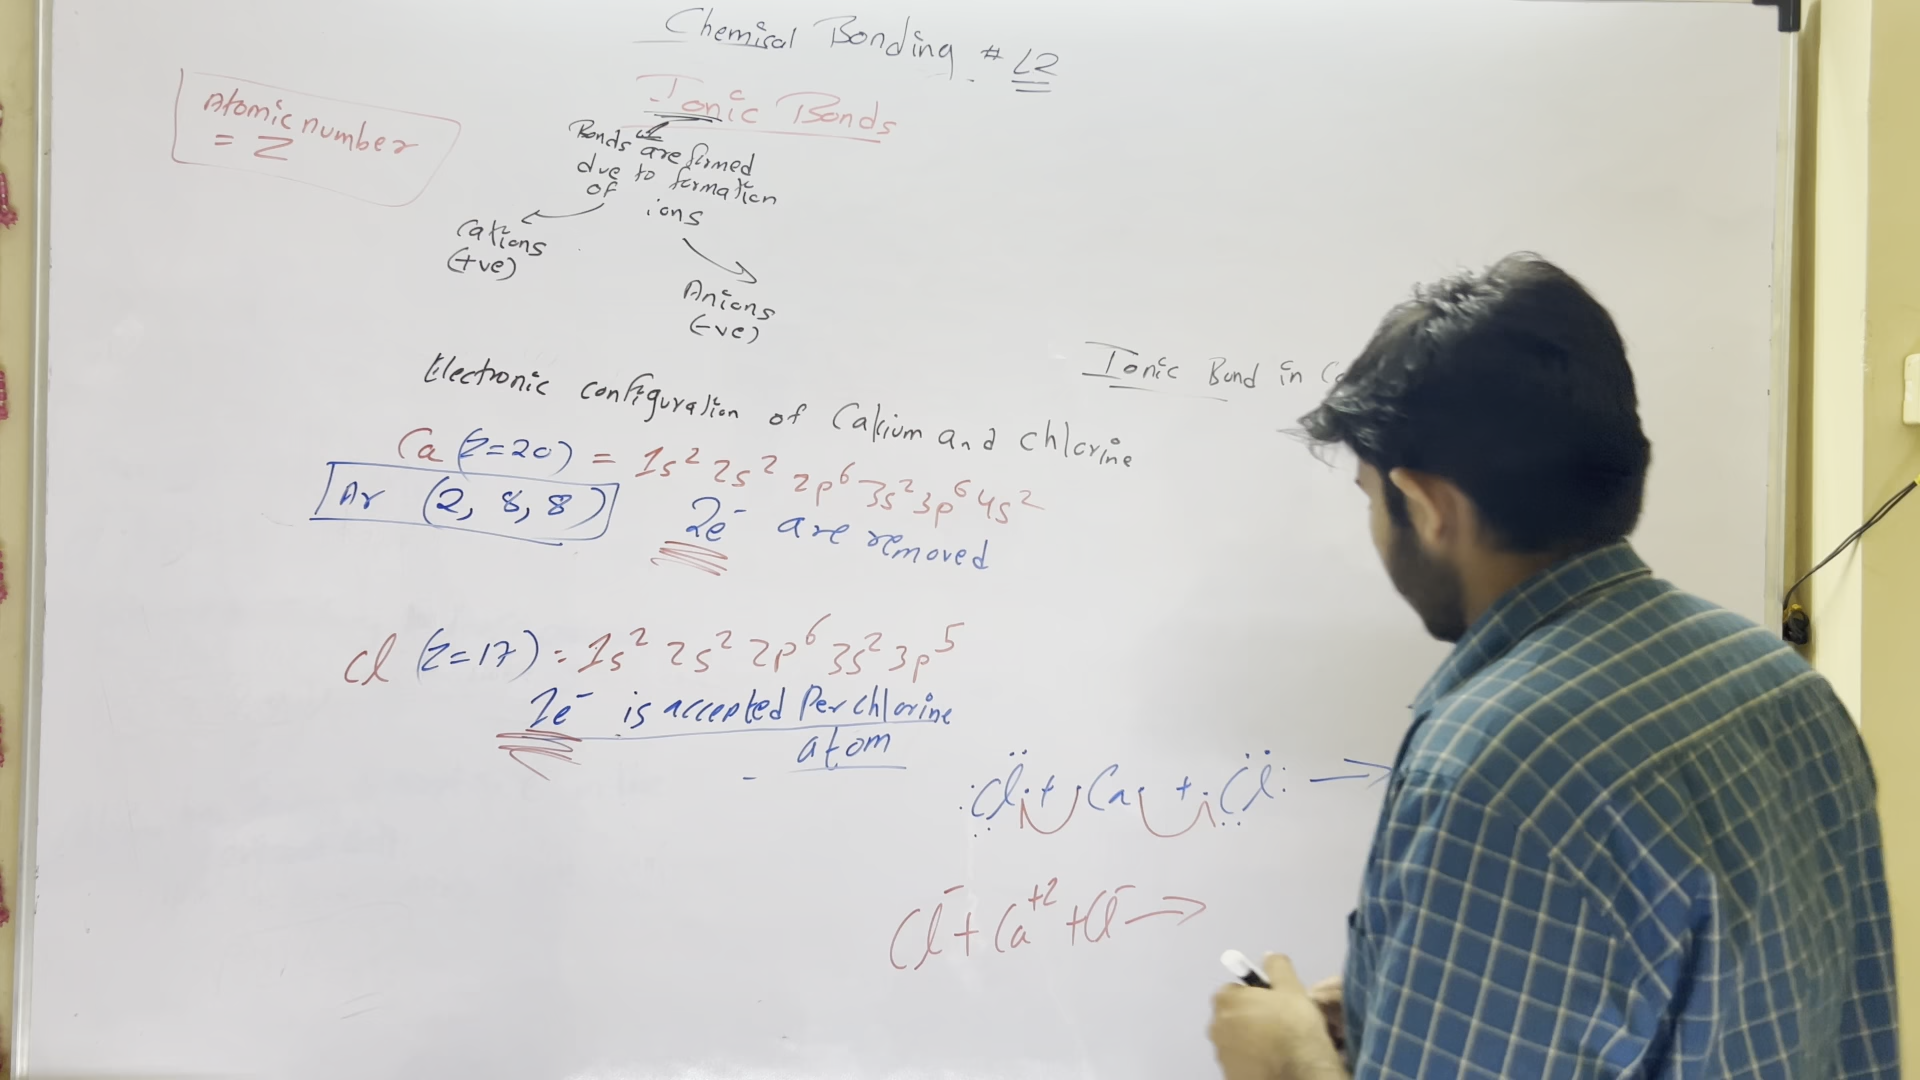 Chemical Bonding # L2
Ionic Bonds
Atomic number
= Z
Bonds are formed
due to formation
of ions
Cations
(+ve)
Anions
(-ve)
Ionic Bond in
Electronic configuration of Calcium and chlorine
Ca (Z=20) = 1s² 2s² 2p⁶ 3s² 3p⁶ 4s²
Ar (2, 8, 8)
2e⁻ are removed
Cl (Z=17) = 1s² 2s² 2p⁶ 3s² 3p⁵
1e⁻ is accepted Per chlorine
atom
Cl + Ca + Cl →
Cl⁻ + Ca⁺² + Cl⁻ →